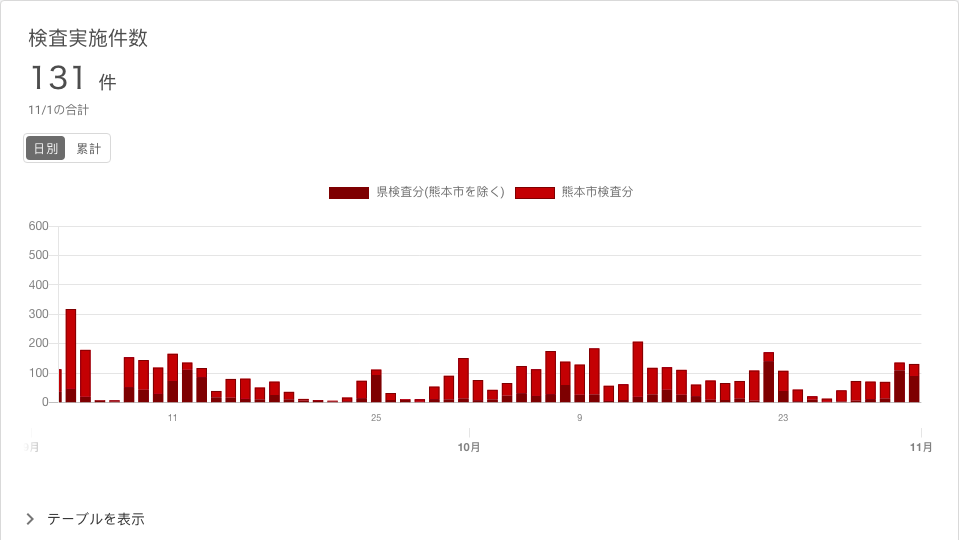 検査実施件数
131 件
11/1の合計
日別 累計
県検査分(熊本市を除く) 熊本市検査分
600
500
400
300
200
100
0
11 25 9 23
9月 10月 11月
テーブルを表示